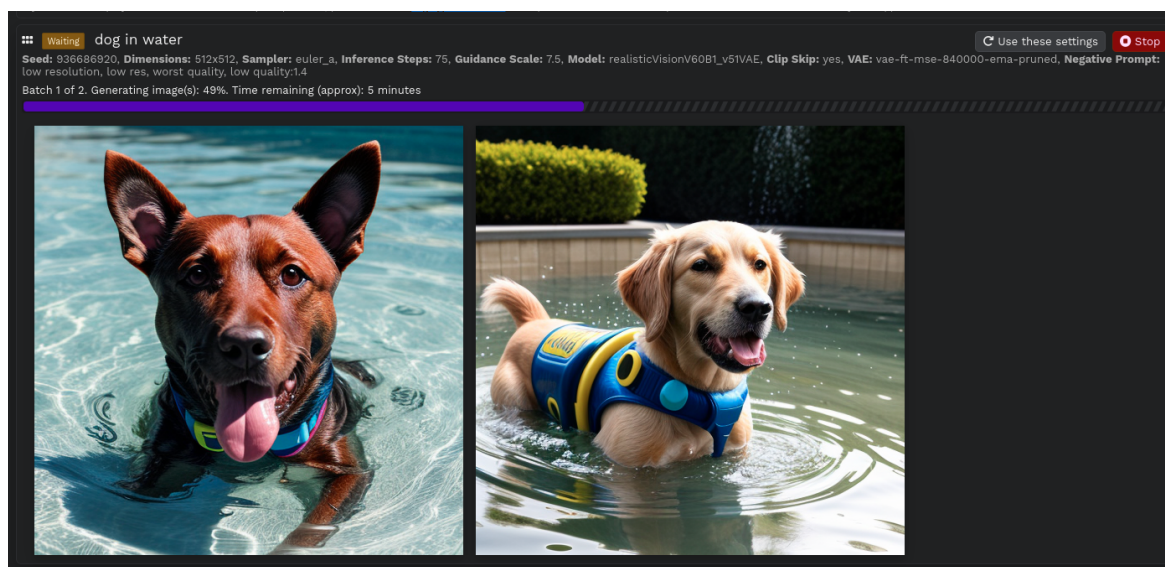 Waiting dog in water
Use these settings
Stop
Seed: 936686920, Dimensions: 512x512, Sampler: euler_a, Inference Steps: 75, Guidance Scale: 7.5, Model: realisticVisionV60B1_v51VAE, Clip Skip: yes, VAE: vae-ft-mse-840000-ema-pruned, Negative Prompt:
low resolution, low res, worst quality, low quality:1.4
Batch 1 of 2. Generating image(s): 49%. Time remaining (approx): 5 minutes